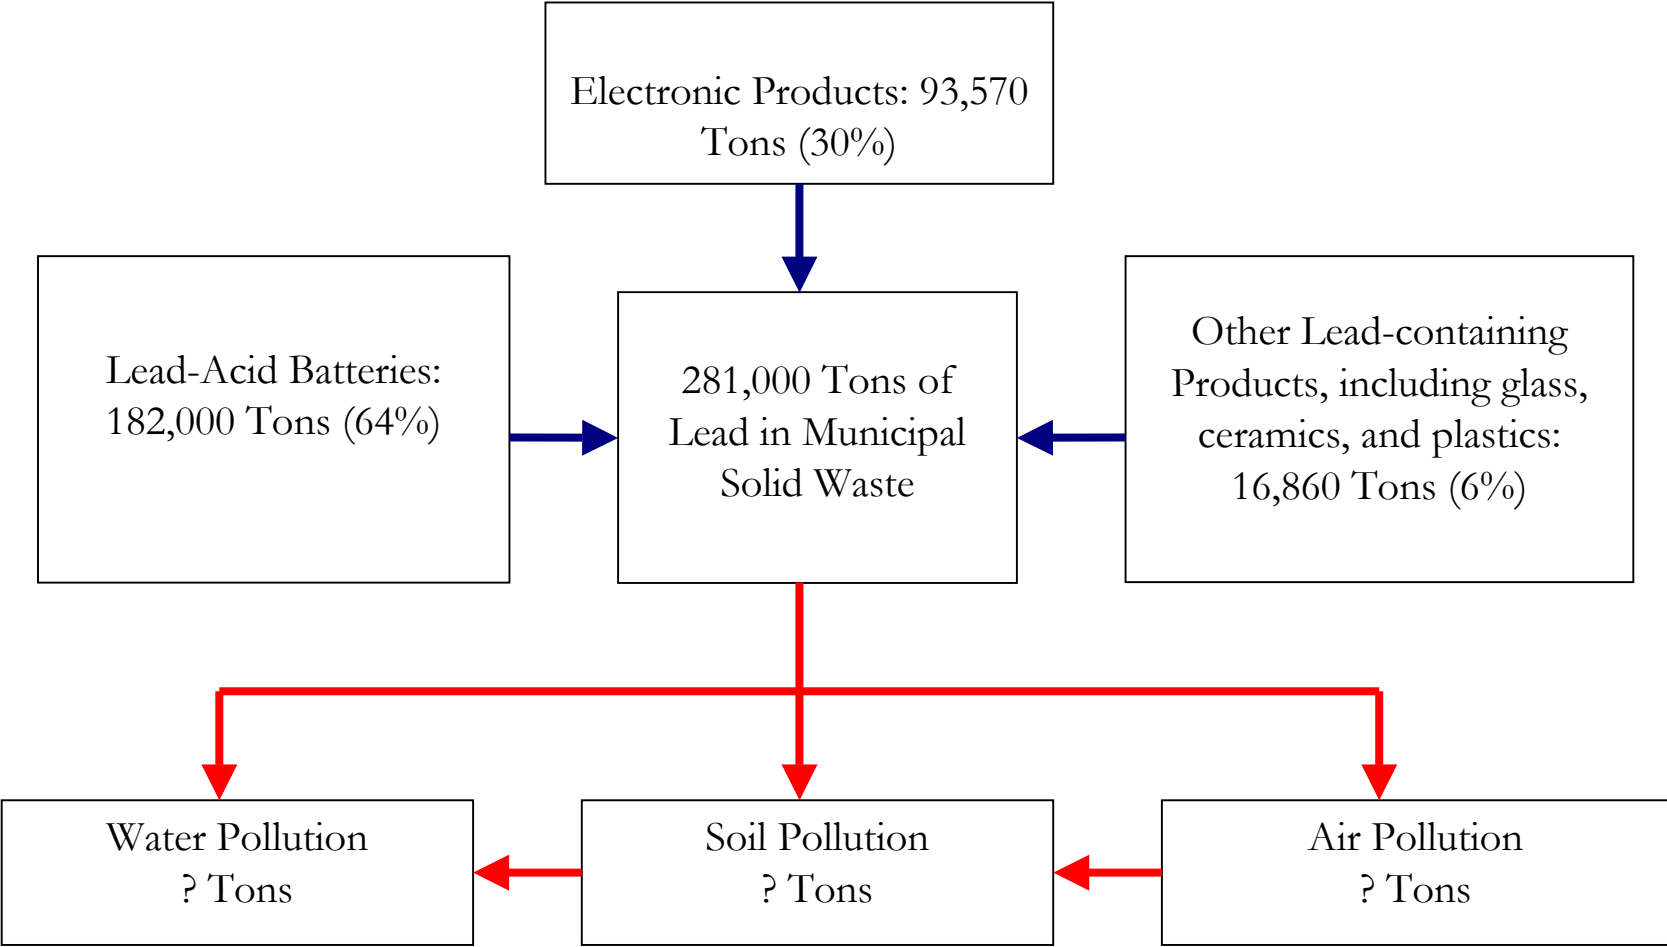 Electronic Products: 93,570
Tons (30%)
Lead-Acid Batteries:
182,000 Tons (64%)
281,000 Tons of
Lead in Municipal
Solid Waste
Other Lead-containing
Products, including glass,
ceramics, and plastics:
16,860 Tons (6%)
Water Pollution
? Tons
Soil Pollution
? Tons
Air Pollution
? Tons